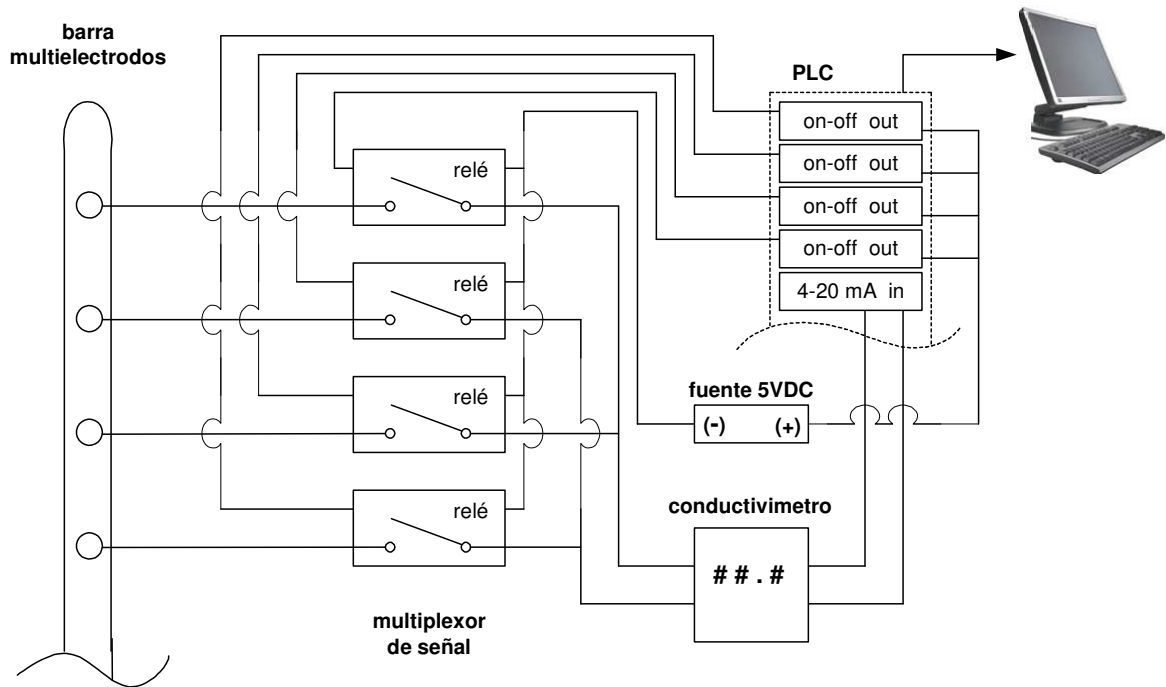 barra
multielectrodos
PLC
on-off out
on-off out
on-off out
on-off out
4-20 mA in
relé
relé
relé
relé
fuente 5VDC
(-) (+)
conductivimetro
##.#
multiplexor
de señal